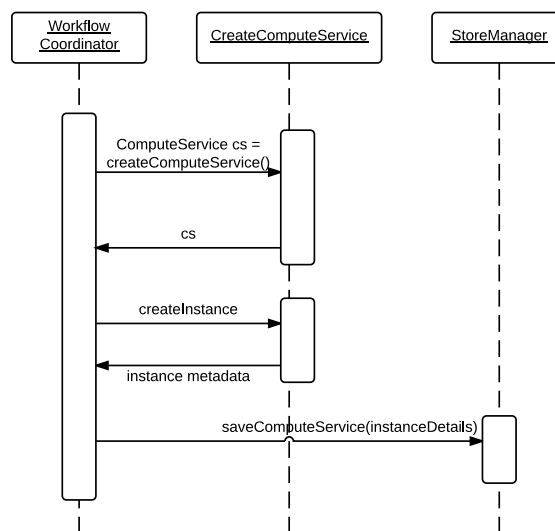 Workflow
Coordinator
CreateComputeService
StoreManager
ComputeService cs =
createComputeService()
cs
createInstance
instance metadata
saveComputeService(instanceDetails)